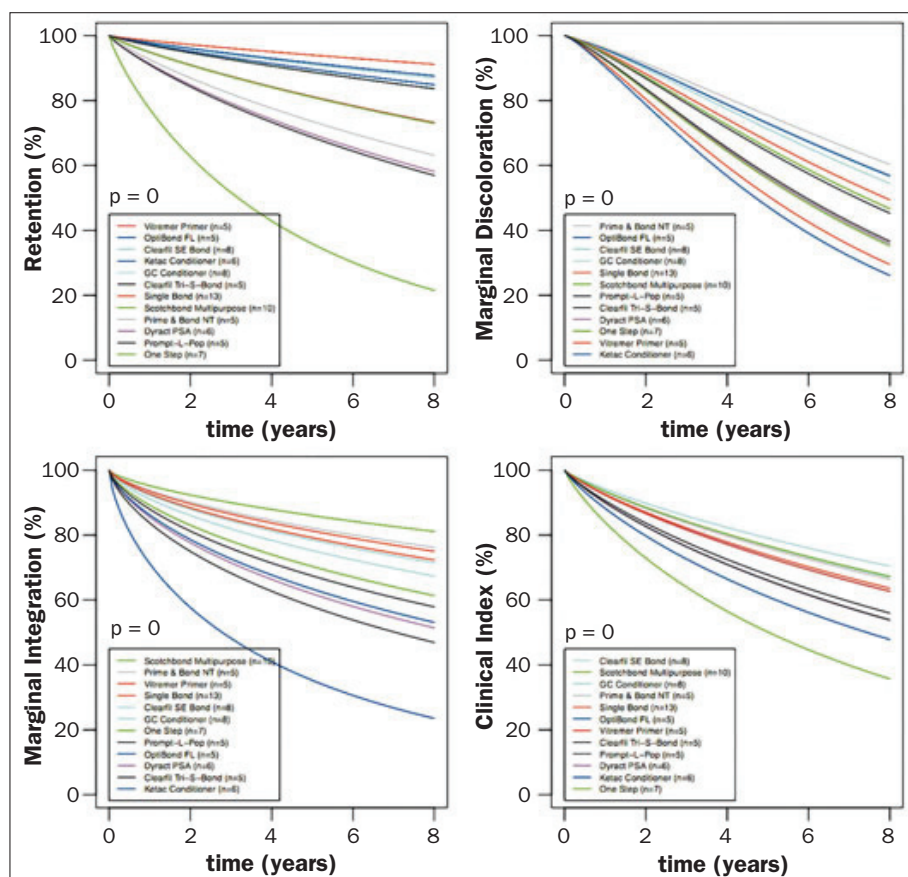 100
80
60
40
20
0
Retention (%)
p = 0
Vitremer Primer (n=5)
OptiBond FL (n=5)
Clearfil SE Bond (n=8)
Ketac Conditioner (n=6)
GC Conditioner (n=8)
Clearfil Tri-S-Bond (n=5)
Single Bond (n=13)
Scotchbond Multipurpose (n=10)
Prime & Bond NT (n=5)
Dyract PSA (n=6)
Prompt-L-Pop (n=5)
One Step (n=7)
0 2 4 6 8
time (years)
100
80
60
40
20
0
Marginal Discoloration (%)
p = 0
Prime & Bond NT (n=5)
OptiBond FL (n=5)
Clearfil SE Bond (n=8)
GC Conditioner (n=8)
Single Bond (n=13)
Scotchbond Multipurpose (n=10)
Prompt-L-Pop (n=5)
Clearfil Tri-S-Bond (n=5)
Dyract PSA (n=6)
One Step (n=7)
Vitremer Primer (n=5)
Ketac Conditioner (n=6)
0 2 4 6 8
time (years)
100
80
60
40
20
0
Marginal Integration (%)
p = 0
Scotchbond Multipurpose (n=10)
Prime & Bond NT (n=5)
Vitremer Primer (n=5)
Single Bond (n=13)
Clearfil SE Bond (n=8)
GC Conditioner (n=8)
One Step (n=7)
Prompt-L-Pop (n=5)
OptiBond FL (n=5)
Dyract PSA (n=6)
Clearfil Tri-S-Bond (n=5)
Ketac Conditioner (n=6)
0 2 4 6 8
time (years)
100
80
60
40
20
0
Clinical Index (%)
p = 0
Clearfil SE Bond (n=8)
Scotchbond Multipurpose (n=10)
GC Conditioner (n=8)
Prime & Bond NT (n=5)
Single Bond (n=13)
OptiBond FL (n=5)
Vitremer Primer (n=5)
Clearfil Tri-S-Bond (n=5)
Prompt-L-Pop (n=5)
Dyract PSA (n=6)
Ketac Conditioner (n=6)
One Step (n=7)
0 2 4 6 8
time (years)